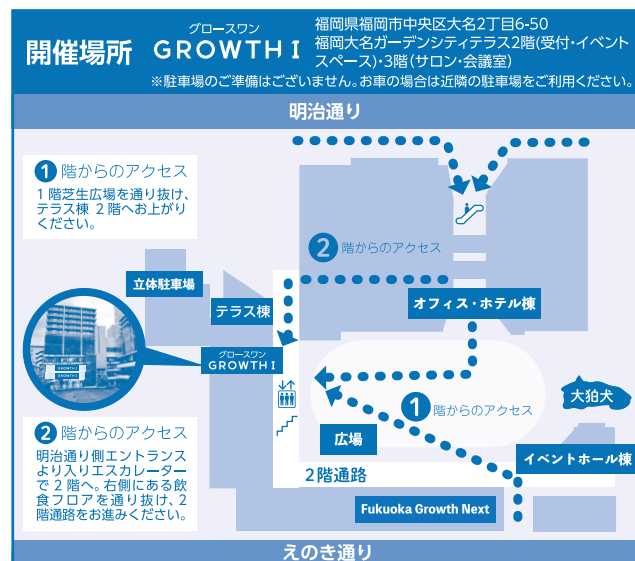 開催場所
グロースワン
GROWTH I
福岡県福岡市中央区大名2丁目6-50
福岡大名ガーデンシティテラス2階(受付・イベント
スペース)・3階(サロン・会議室)
※駐車場のご準備はございません。お車の場合は近隣の駐車場をご利用ください。
明治通り
1 階からのアクセス
1階芝生広場を通り抜け、
テラス棟 2階へお上がり
ください。
2 階からのアクセス
立体駐車場
テラス棟
オフィス・ホテル棟
グロースワン
GROWTH I
GROWTH I
GROWTH I
大狛犬
1 階からのアクセス
広場
イベントホール棟
2階通路
2 階からのアクセス
明治通り側エントランス
より入りエスカレーター
で2階へ。右側にある飲
食フロアを通り抜け、2
階通路をお進みください。
Fukuoka Growth Next
えのき通り